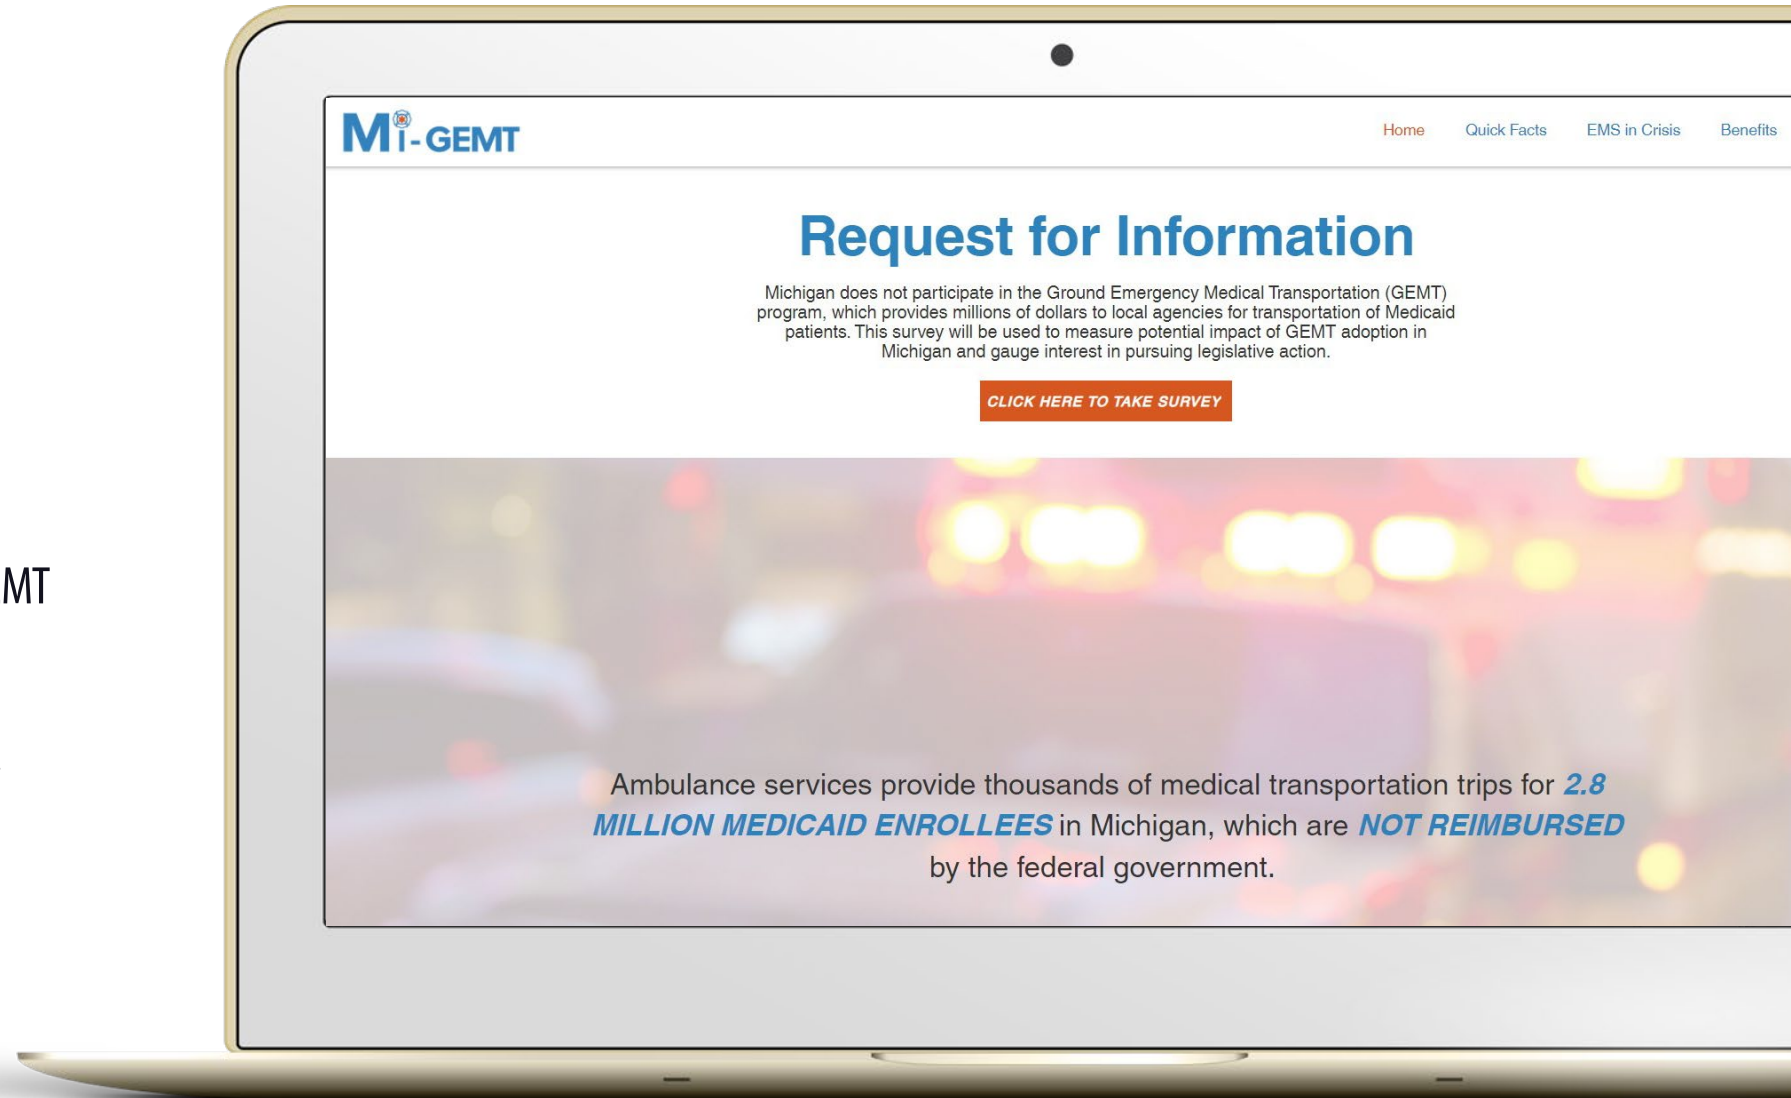 Mi-GEMT
Home Quick Facts EMS in Crisis Benefits
Request for Information
Michigan does not participate in the Ground Emergency Medical Transportation (GEMT)
program, which provides millions of dollars to local agencies for transportation of Medicaid
patients. This survey will be used to measure potential impact of GEMT adoption in
Michigan and gauge interest in pursuing legislative action.
CLICK HERE TO TAKE SURVEY
MT
Ambulance services provide thousands of medical transportation trips for 2.8
MILLION MEDICAID ENROLLEES in Michigan, which are NOT REIMBURSED
by the federal government.